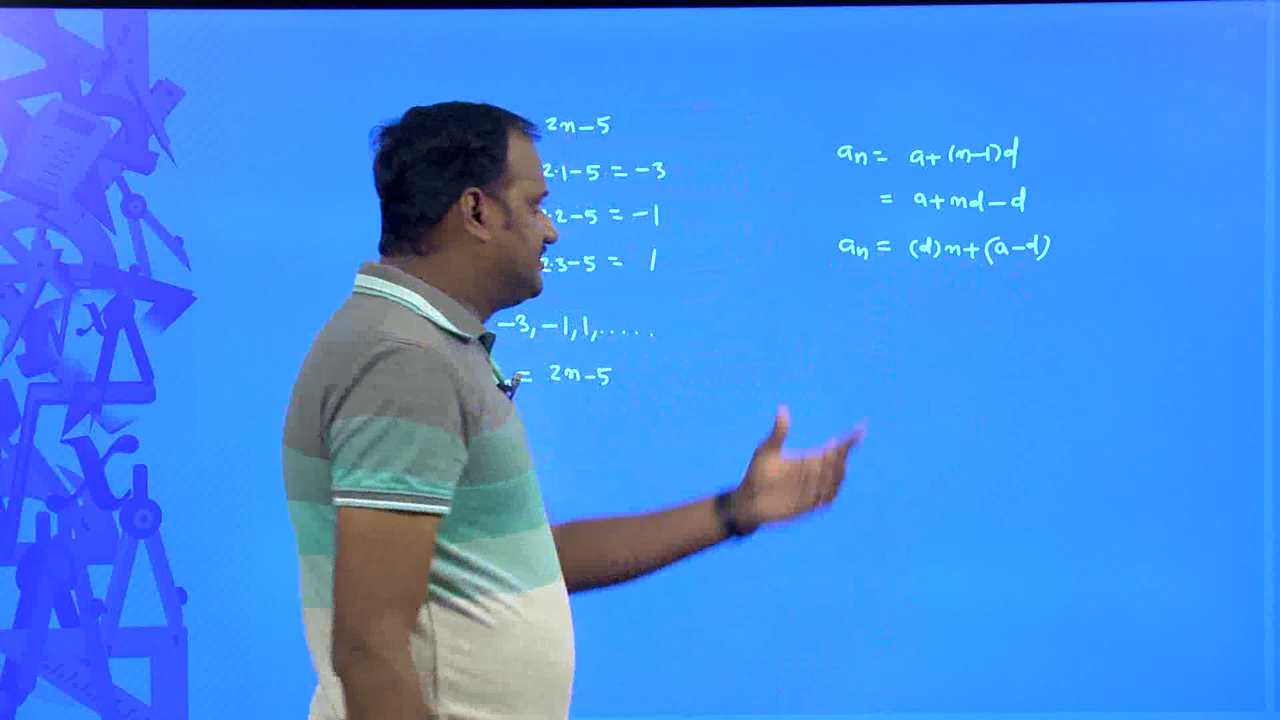 2n-5
2·1-5 = -3
·2-5 = -1
2·3-5 = 1
-3, -1, 1, .....
= 2n-5
an = a+(n-1)d
= a+nd-d
an = (d)n+(a-d)